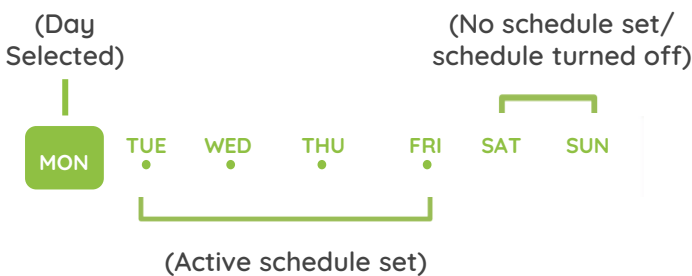 (Day
Selected)
(No schedule set/
schedule turned off)
MON TUE WED THU FRI SAT SUN
(Active schedule set)